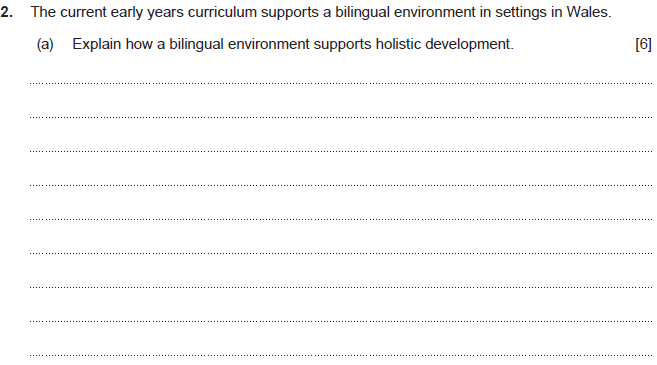 2. The current early years curriculum supports a bilingual environment in settings in Wales.
(a) Explain how a bilingual environment supports holistic development. [6]